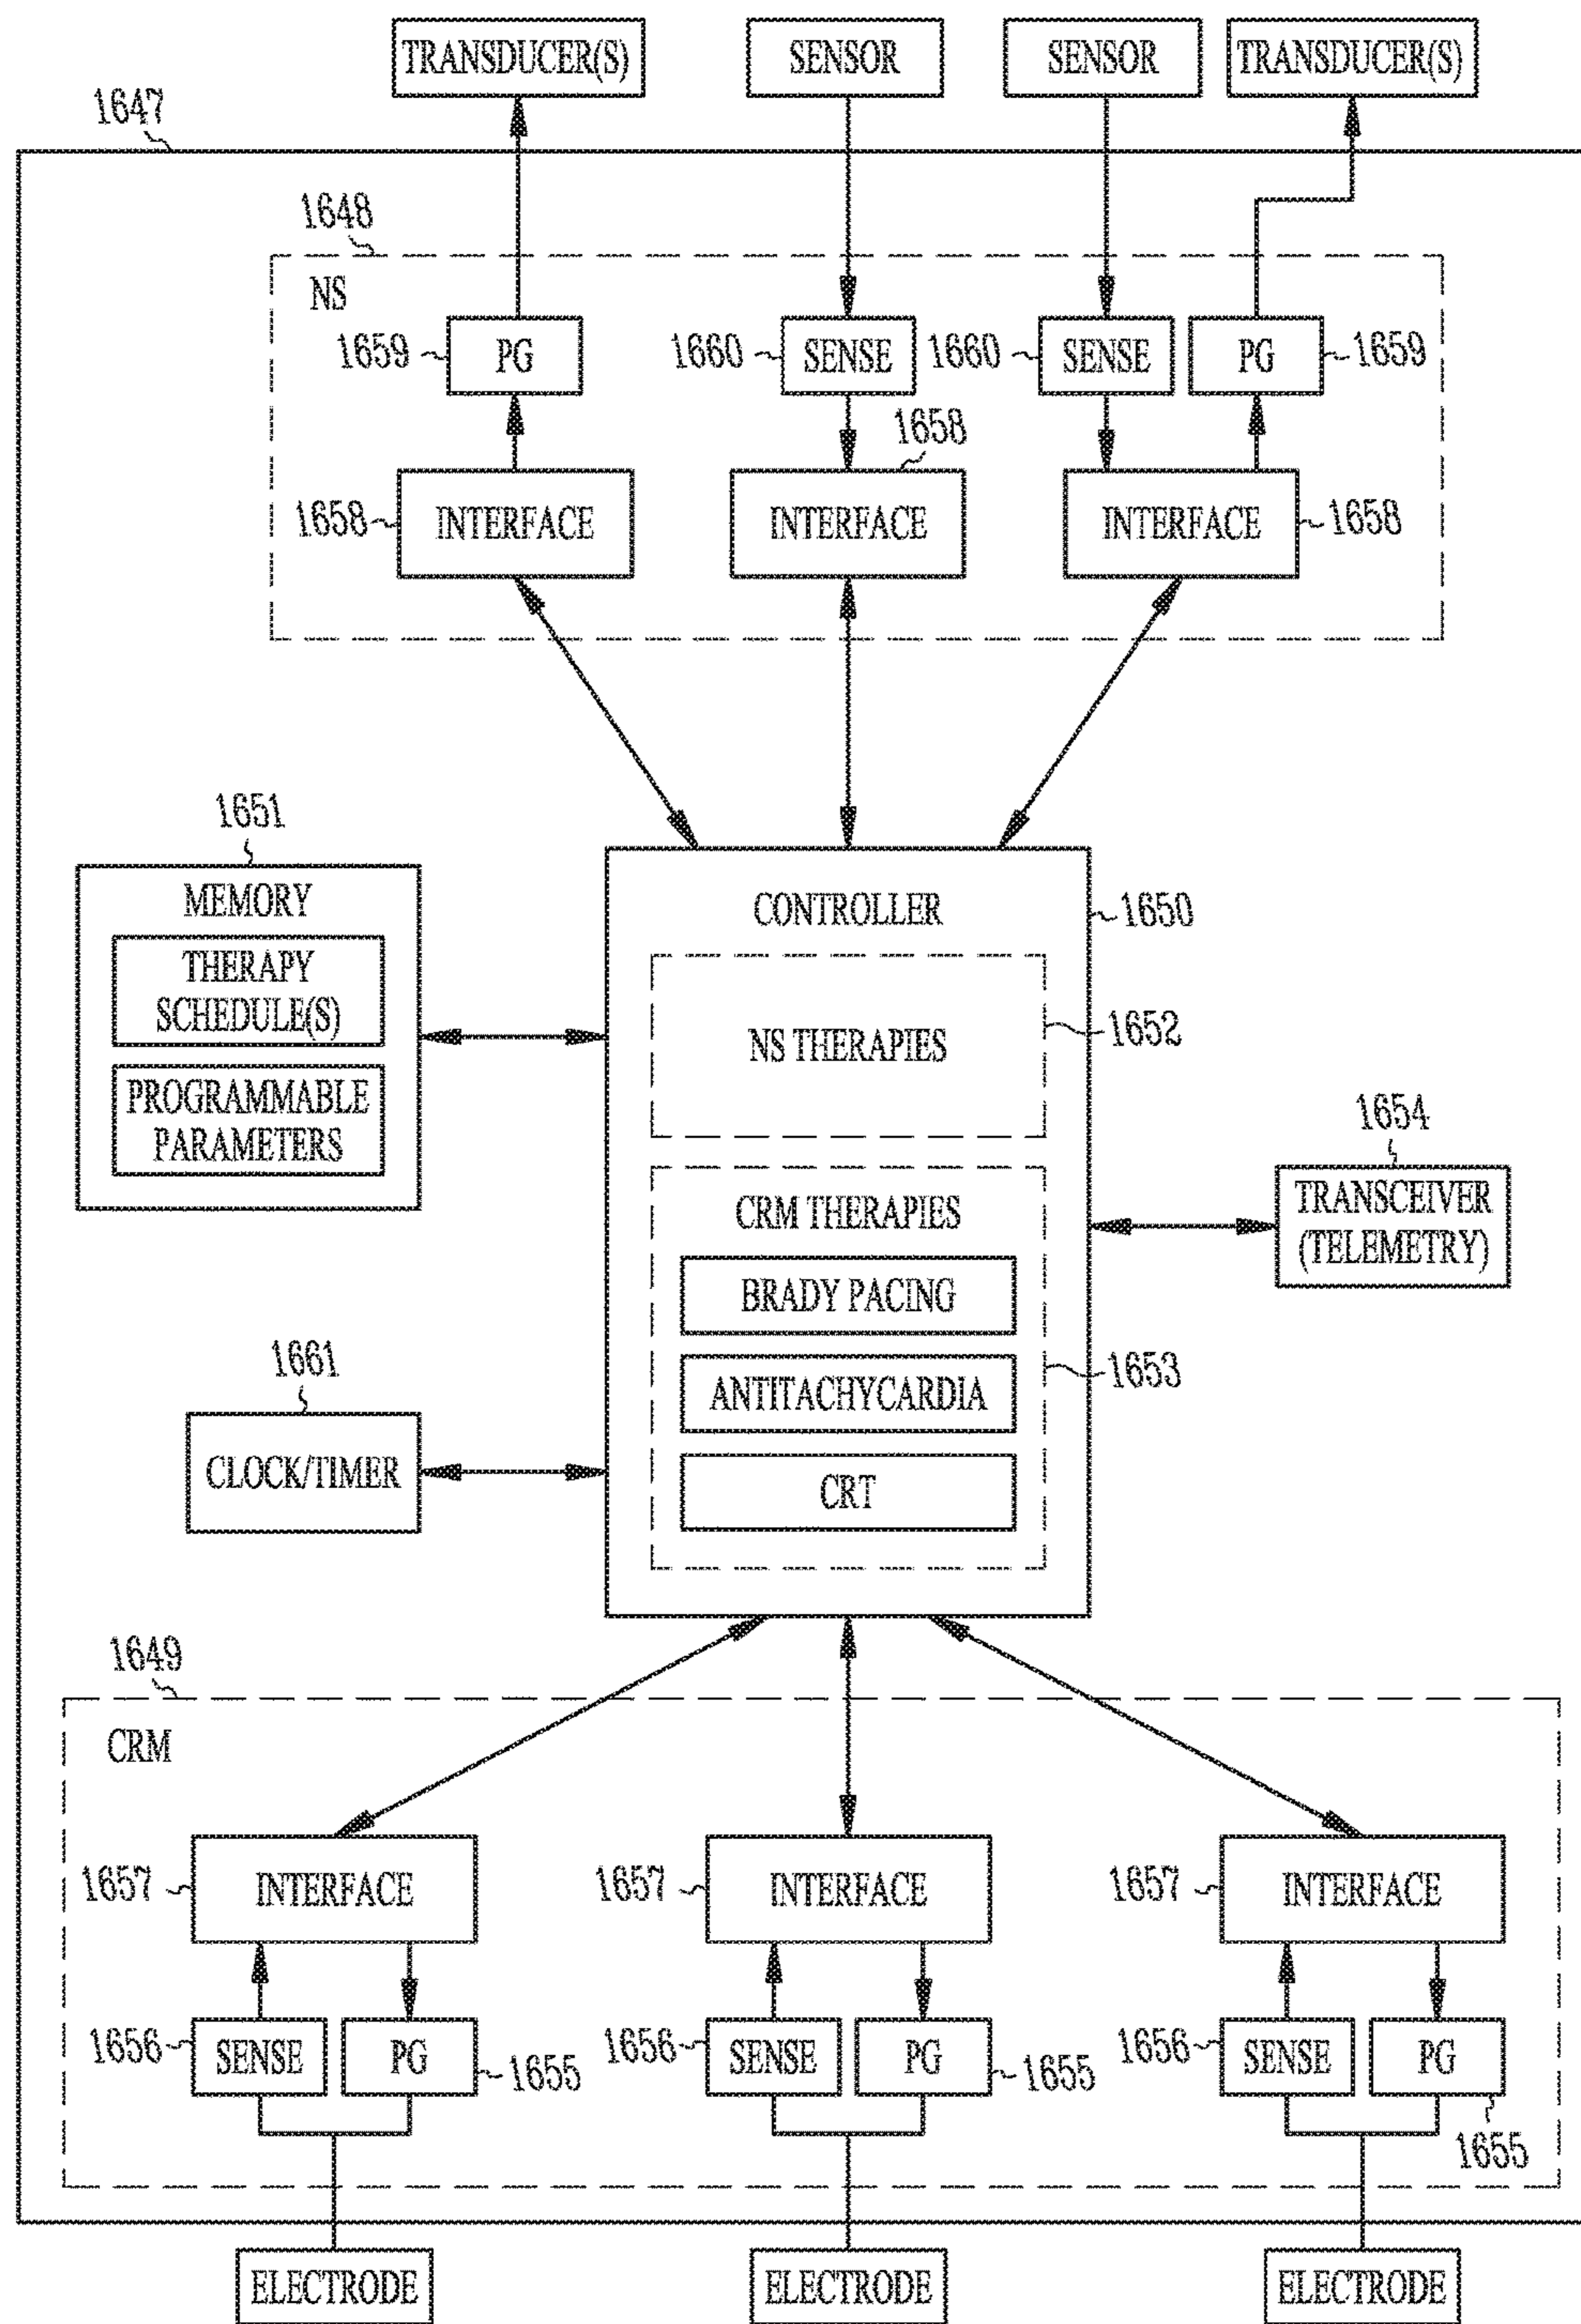 TRANSDUCER(S)
SENSOR
SENSOR
TRANSDUCER(S)
1647
1648
NS
1659
PG
1660
SENSE
1660
SENSE
PG
1659
1658
1658
INTERFACE
INTERFACE
INTERFACE
1658
1651
MEMORY
THERAPY
SCHEDULE(S)
PROGRAMMABLE
PARAMETERS
CONTROLLER
1650
NS THERAPIES
1652
1654
TRANSCEIVER
(TELEMETRY)
CRM THERAPIES
BRADY PACING
ANTITACHYCARDIA
1653
CRT
1661
CLOCK/TIMER
1649
CRM
1657
INTERFACE
1657
INTERFACE
1657
INTERFACE
1656
SENSE
PG
1655
1656
SENSE
PG
1655
1656
SENSE
PG
1655
ELECTRODE
ELECTRODE
ELECTRODE